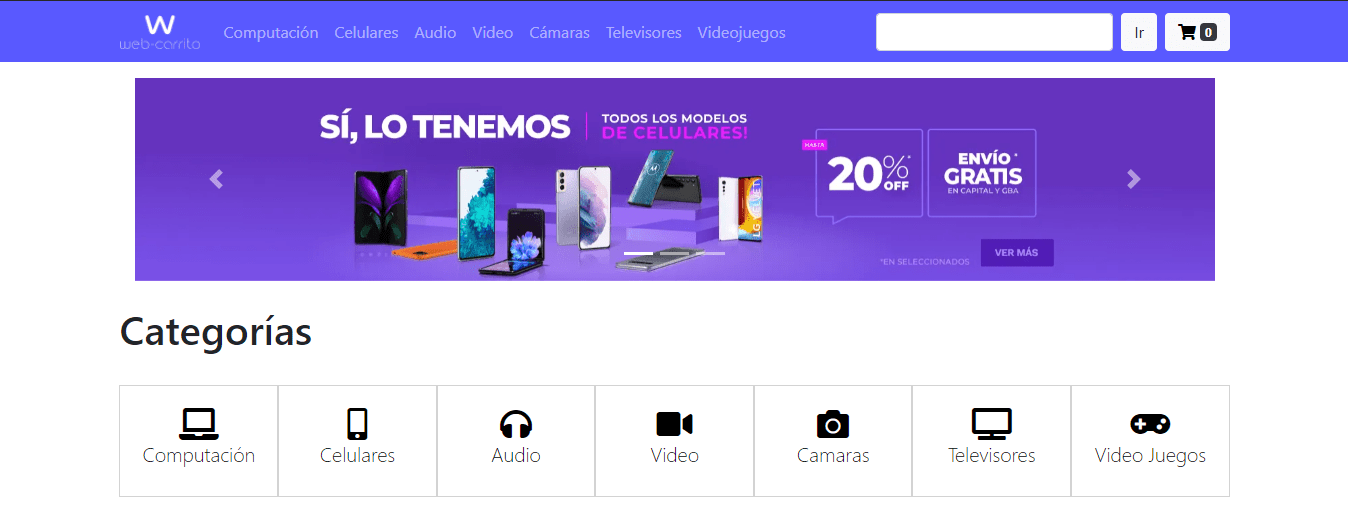 W
web-carrito
Computación Celulares Audio Video Cámaras Televisores Videojuegos
Ir
0
SÍ, LO TENEMOS
TODOS LOS MODELOS
DE CELULARES!
HASTA
20%*
OFF
ENVÍO*
GRATIS
EN CAPITAL Y GBA
*EN SELECCIONADOS
VER MÁS
LG
Categorías
Computación
Celulares
Audio
Video
Camaras
Televisores
Video Juegos